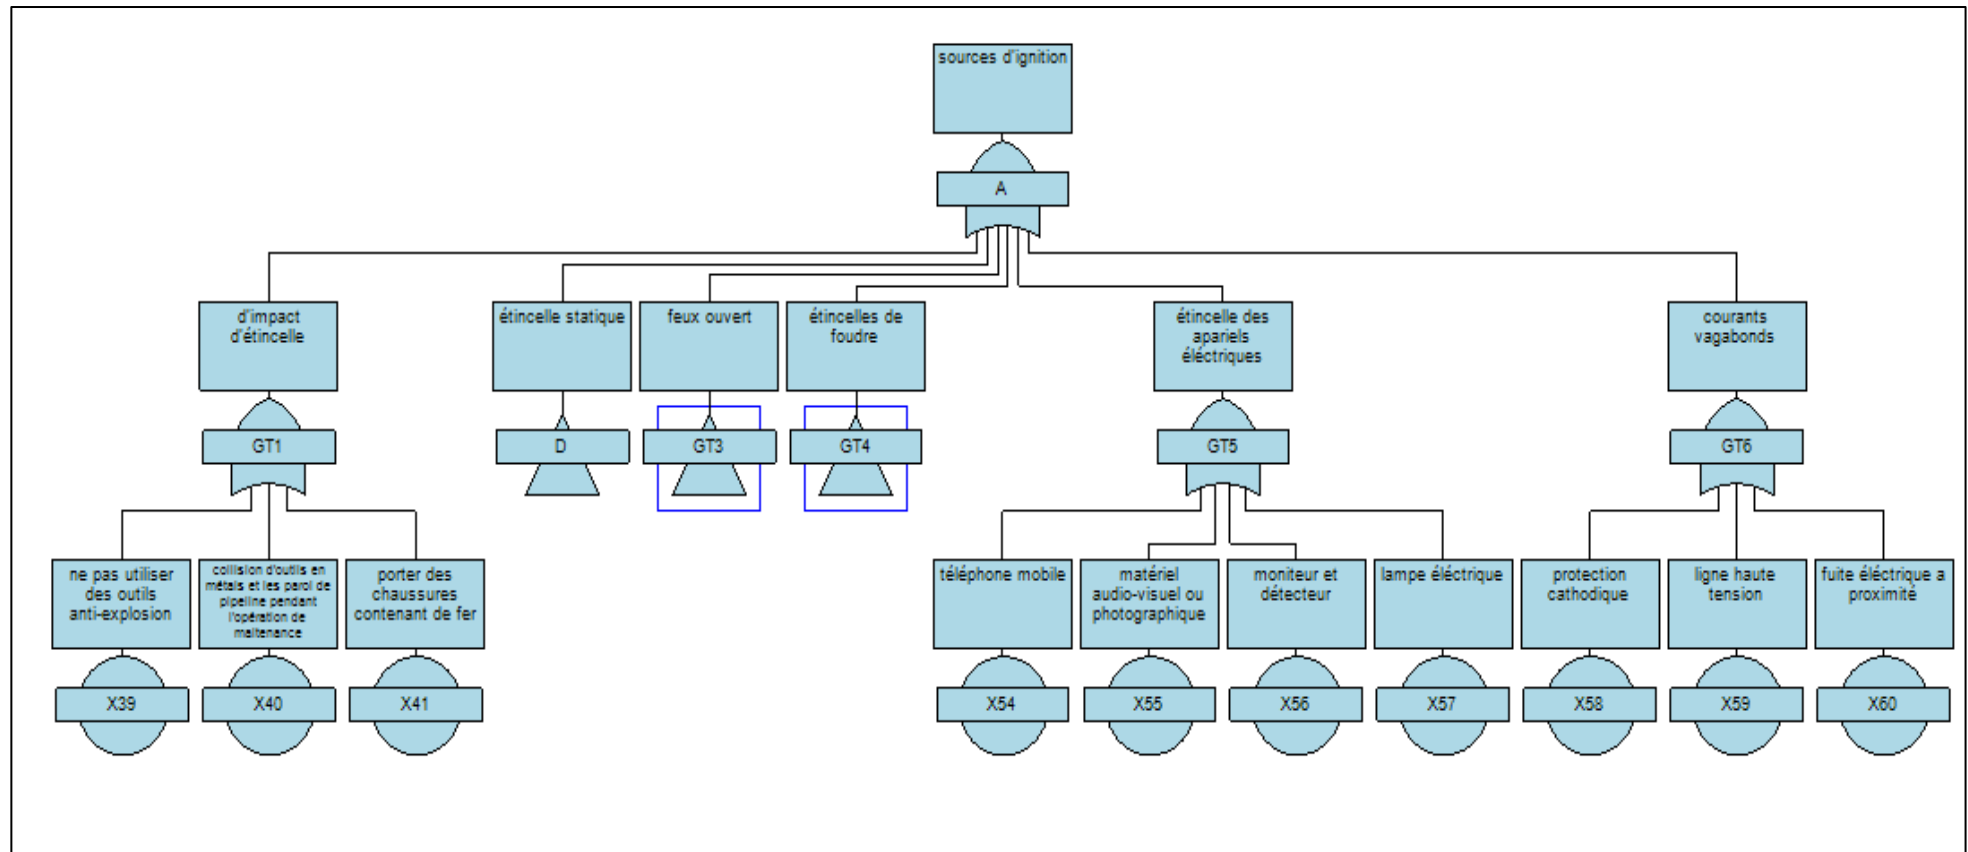 sources d'ignition
A
d'impact
d'étincelle
GT1
étincelle statique
D
feux ouvert
GT3
étincelles de
foudre
GT4
étincelle des
apariels
éléctriques
GT5
courants
vagabonds
GT6
ne pas utiliser
des outils
anti-explosion
X39
collision d'outils en
métals et les paroi de
pipeline pendant
l'opération de
maitenance
X40
porter des
chaussures
contenant de fer
X41
téléphone mobile
X54
matériel
audio-visuel ou
photographique
X55
moniteur et
détecteur
X56
lampe éléctrique
X57
protection
cathodique
X58
ligne haute
tension
X59
fuite éléctrique a
proximité
X60